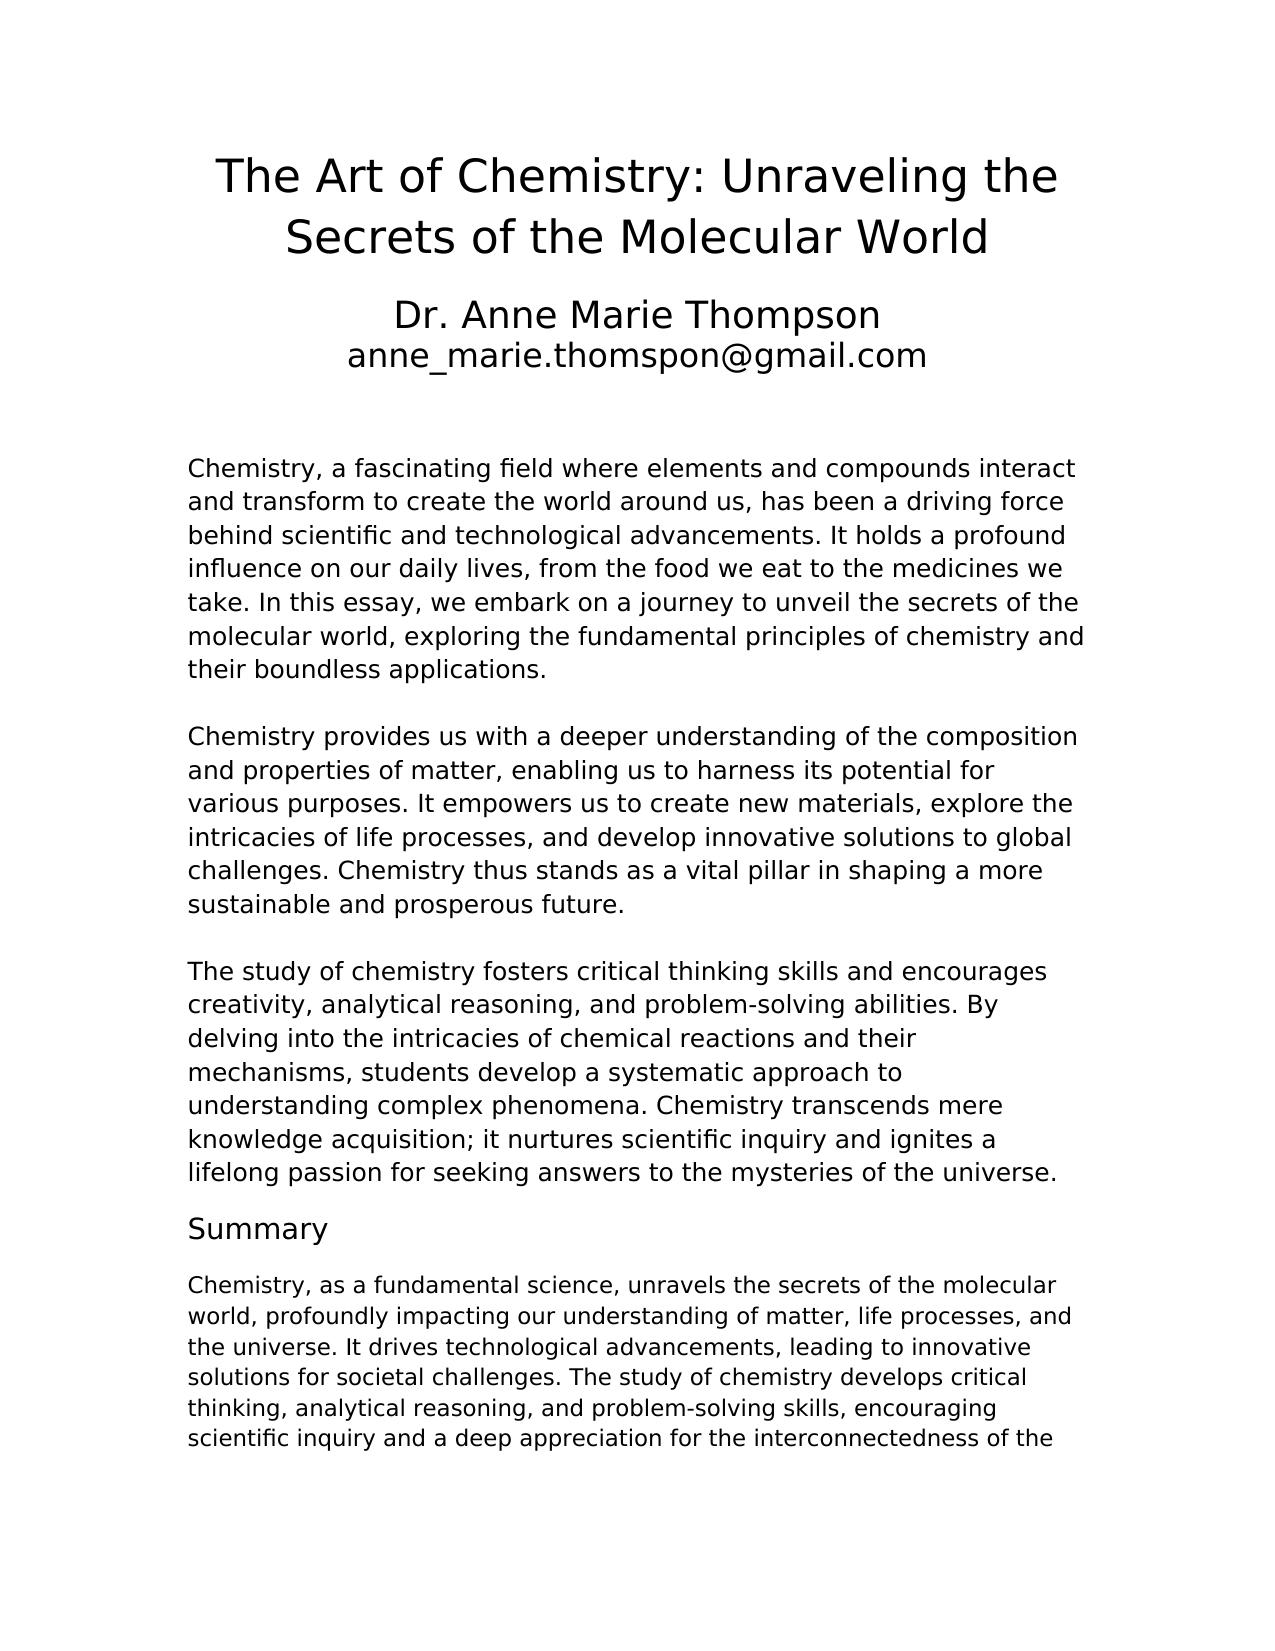 The Art of Chemistry: Unraveling the
Secrets of the Molecular World
Dr. Anne Marie Thompson
anne_marie.thomspon@gmail.com
Chemistry, a fascinating field where elements and compounds interact
and transform to create the world around us, has been a driving force
behind scientific and technological advancements. It holds a profound
influence on our daily lives, from the food we eat to the medicines we
take. In this essay, we embark on a journey to unveil the secrets of the
molecular world, exploring the fundamental principles of chemistry and
their boundless applications.
Chemistry provides us with a deeper understanding of the composition
and properties of matter, enabling us to harness its potential for
various purposes. It empowers us to create new materials, explore the
intricacies of life processes, and develop innovative solutions to global
challenges. Chemistry thus stands as a vital pillar in shaping a more
sustainable and prosperous future.
The study of chemistry fosters critical thinking skills and encourages
creativity, analytical reasoning, and problem-solving abilities. By
delving into the intricacies of chemical reactions and their
mechanisms, students develop a systematic approach to
understanding complex phenomena. Chemistry transcends mere
knowledge acquisition; it nurtures scientific inquiry and ignites a
lifelong passion for seeking answers to the mysteries of the universe.
Summary
Chemistry, as a fundamental science, unravels the secrets of the molecular
world, profoundly impacting our understanding of matter, life processes, and
the universe. It drives technological advancements, leading to innovative
solutions for societal challenges. The study of chemistry develops critical
thinking, analytical reasoning, and problem-solving skills, encouraging
scientific inquiry and a deep appreciation for the interconnectedness of the